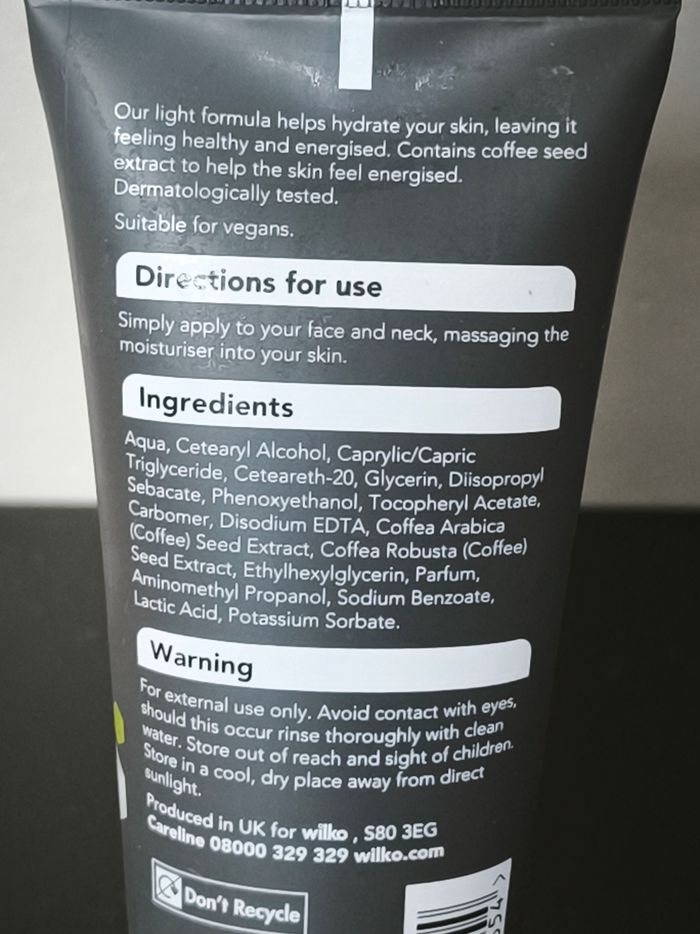 Our light formula helps hydrate your skin, leaving it
feeling healthy and energised. Contains coffee seed
extract to help the skin feel energised.
Dermatologically tested.
Suitable for vegans.
Directions for use
Simply apply to your face and neck, massaging the
moisturiser into your skin.
Ingredients
Aqua, Cetearyl Alcohol, Caprylic/Capric
Triglyceride, Ceteareth-20, Glycerin, Diisopropyl
Sebacate, Phenoxyethanol, Tocopheryl Acetate,
Carbomer, Disodium EDTA, Coffea Arabica
(Coffee) Seed Extract, Coffea Robusta (Coffee)
Seed Extract, Ethylhexylglycerin, Parfum,
Aminomethyl Propanol, Sodium Benzoate,
Lactic Acid, Potassium Sorbate.
Warning
For external use only. Avoid contact with eyes,
should this occur rinse thoroughly with clean
water. Store out of reach and sight of children.
Store in a cool, dry place away from direct
sunlight.
Produced in UK for wilko , S80 3EG
Careline 08000 329 329 wilko.com
Don't Recycle